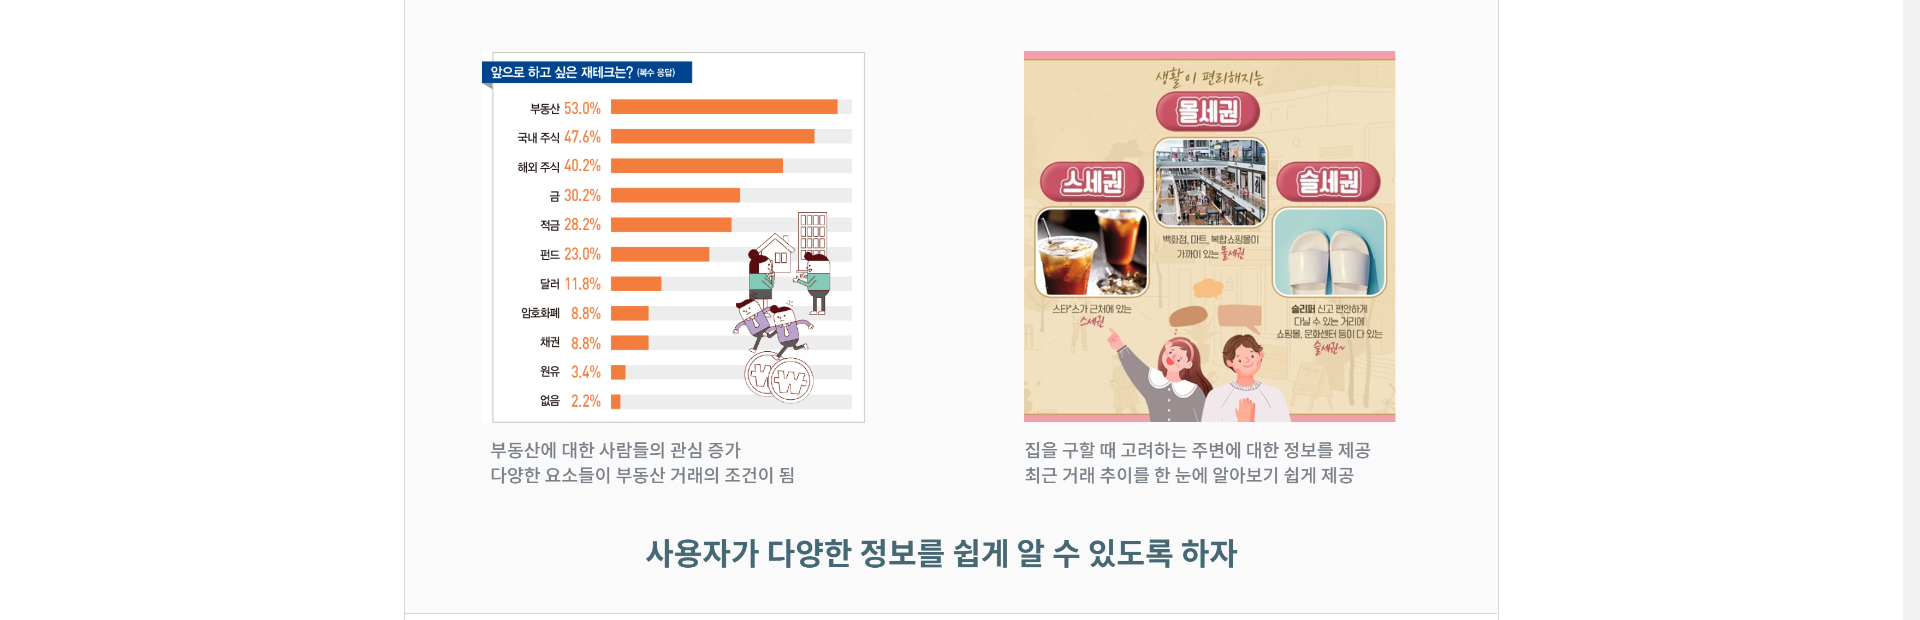 앞으로 하고 싶은 재테크는? (복수 응답)
부동산 53.0%
국내 주식 47.6%
해외 주식 40.2%
금 30.2%
적금 28.2%
펀드 23.0%
달러 11.8%
암호화폐 8.8%
채권 8.8%
원유 3.4%
없음 2.2%
부동산에 대한 사람들의 관심 증가
다양한 요소들이 부동산 거래의 조건이 됨
생활이 편리해지는
몰세권
백화점, 마트, 복합쇼핑몰이
가까이 있는 몰세권
스세권
스타*스가 근처에 있는
스세권
슬세권
슬리퍼 신고 편안하게
다닐 수 있는 거리에
쇼핑몰, 문화센터 등이 다 있는
슬세권~
집을 구할 때 고려하는 주변에 대한 정보를 제공
최근 거래 추이를 한 눈에 알아보기 쉽게 제공
사용자가 다양한 정보를 쉽게 알 수 있도록 하자